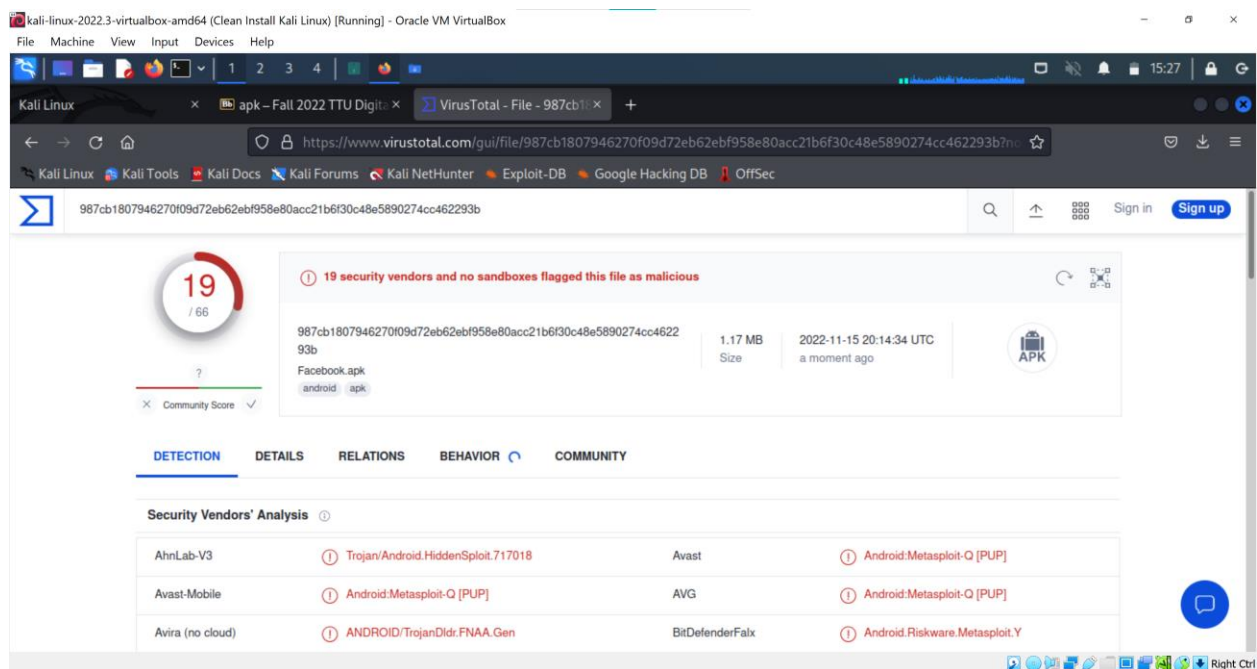 kali-linux-2022.3-virtualbox-amd64 (Clean Install Kali Linux) [Running] - Oracle VM VirtualBox
File Machine View Input Devices Help
1 2 3 4 15:27
Kali Linux apk – Fall 2022 TTU Digita VirusTotal - File - 987cb18
https://www.virustotal.com/gui/file/987cb1807946270f09d72eb62ebf958e80acc21b6f30c48e5890274cc462293b?no
Kali Linux Kali Tools Kali Docs Kali Forums Kali NetHunter Exploit-DB Google Hacking DB OffSec
987cb1807946270f09d72eb62ebf958e80acc21b6f30c48e5890274cc462293b Sign in Sign up
19
/ 66
?
Community Score
19 security vendors and no sandboxes flagged this file as malicious
987cb1807946270f09d72eb62ebf958e80acc21b6f30c48e5890274cc4622
93b
Facebook.apk
android apk
1.17 MB
Size
2022-11-15 20:14:34 UTC
a moment ago
APK
DETECTION DETAILS RELATIONS BEHAVIOR COMMUNITY
Security Vendors' Analysis
AhnLab-V3 Trojan/Android.HiddenSploit.717018 Avast Android:Metasploit-Q [PUP]
Avast-Mobile Android:Metasploit-Q [PUP] AVG Android:Metasploit-Q [PUP]
Avira (no cloud) ANDROID/TrojanDldr.FNAA.Gen BitDefenderFalx Android.Riskware.Metasploit.Y
Right Ctrl